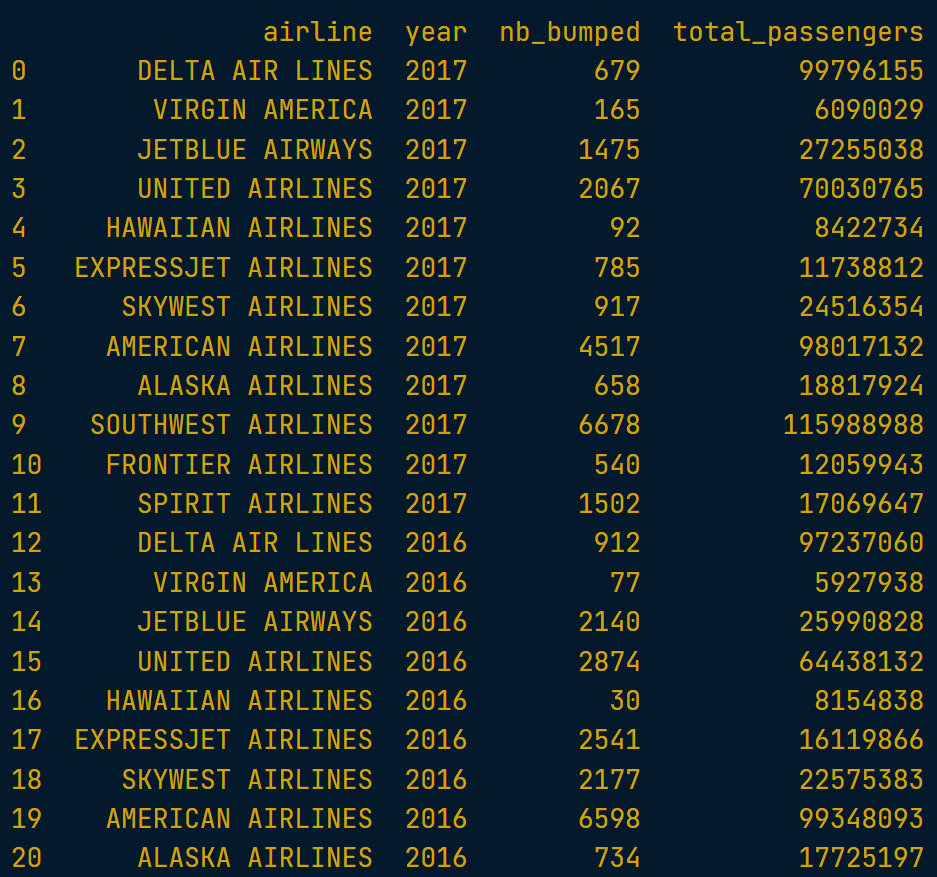 airline year nb_bumped total_passengers
0 DELTA AIR LINES 2017 679 99796155
1 VIRGIN AMERICA 2017 165 6090029
2 JETBLUE AIRWAYS 2017 1475 27255038
3 UNITED AIRLINES 2017 2067 70030765
4 HAWAIIAN AIRLINES 2017 92 8422734
5 EXPRESSJET AIRLINES 2017 785 11738812
6 SKYWEST AIRLINES 2017 917 24516354
7 AMERICAN AIRLINES 2017 4517 98017132
8 ALASKA AIRLINES 2017 658 18817924
9 SOUTHWEST AIRLINES 2017 6678 115988988
10 FRONTIER AIRLINES 2017 540 12059943
11 SPIRIT AIRLINES 2017 1502 17069647
12 DELTA AIR LINES 2016 912 97237060
13 VIRGIN AMERICA 2016 77 5927938
14 JETBLUE AIRWAYS 2016 2140 25990828
15 UNITED AIRLINES 2016 2874 64438132
16 HAWAIIAN AIRLINES 2016 30 8154838
17 EXPRESSJET AIRLINES 2016 2541 16119866
18 SKYWEST AIRLINES 2016 2177 22575383
19 AMERICAN AIRLINES 2016 6598 99348093
20 ALASKA AIRLINES 2016 734 17725197